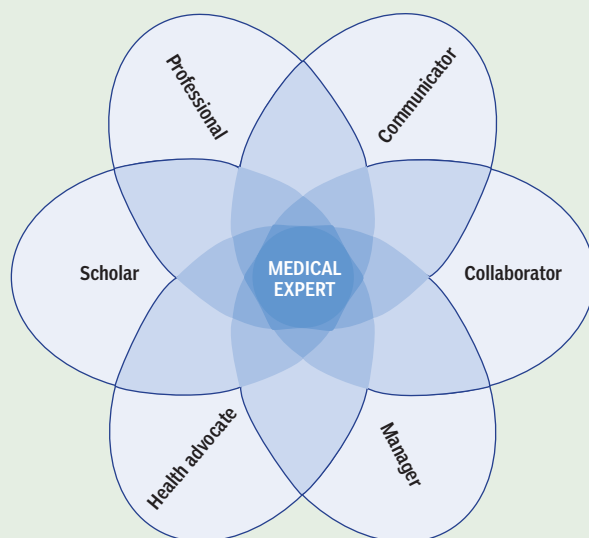 Professional
Communicator
Scholar
MEDICAL
EXPERT
Collaborator
Health advocate
Manager